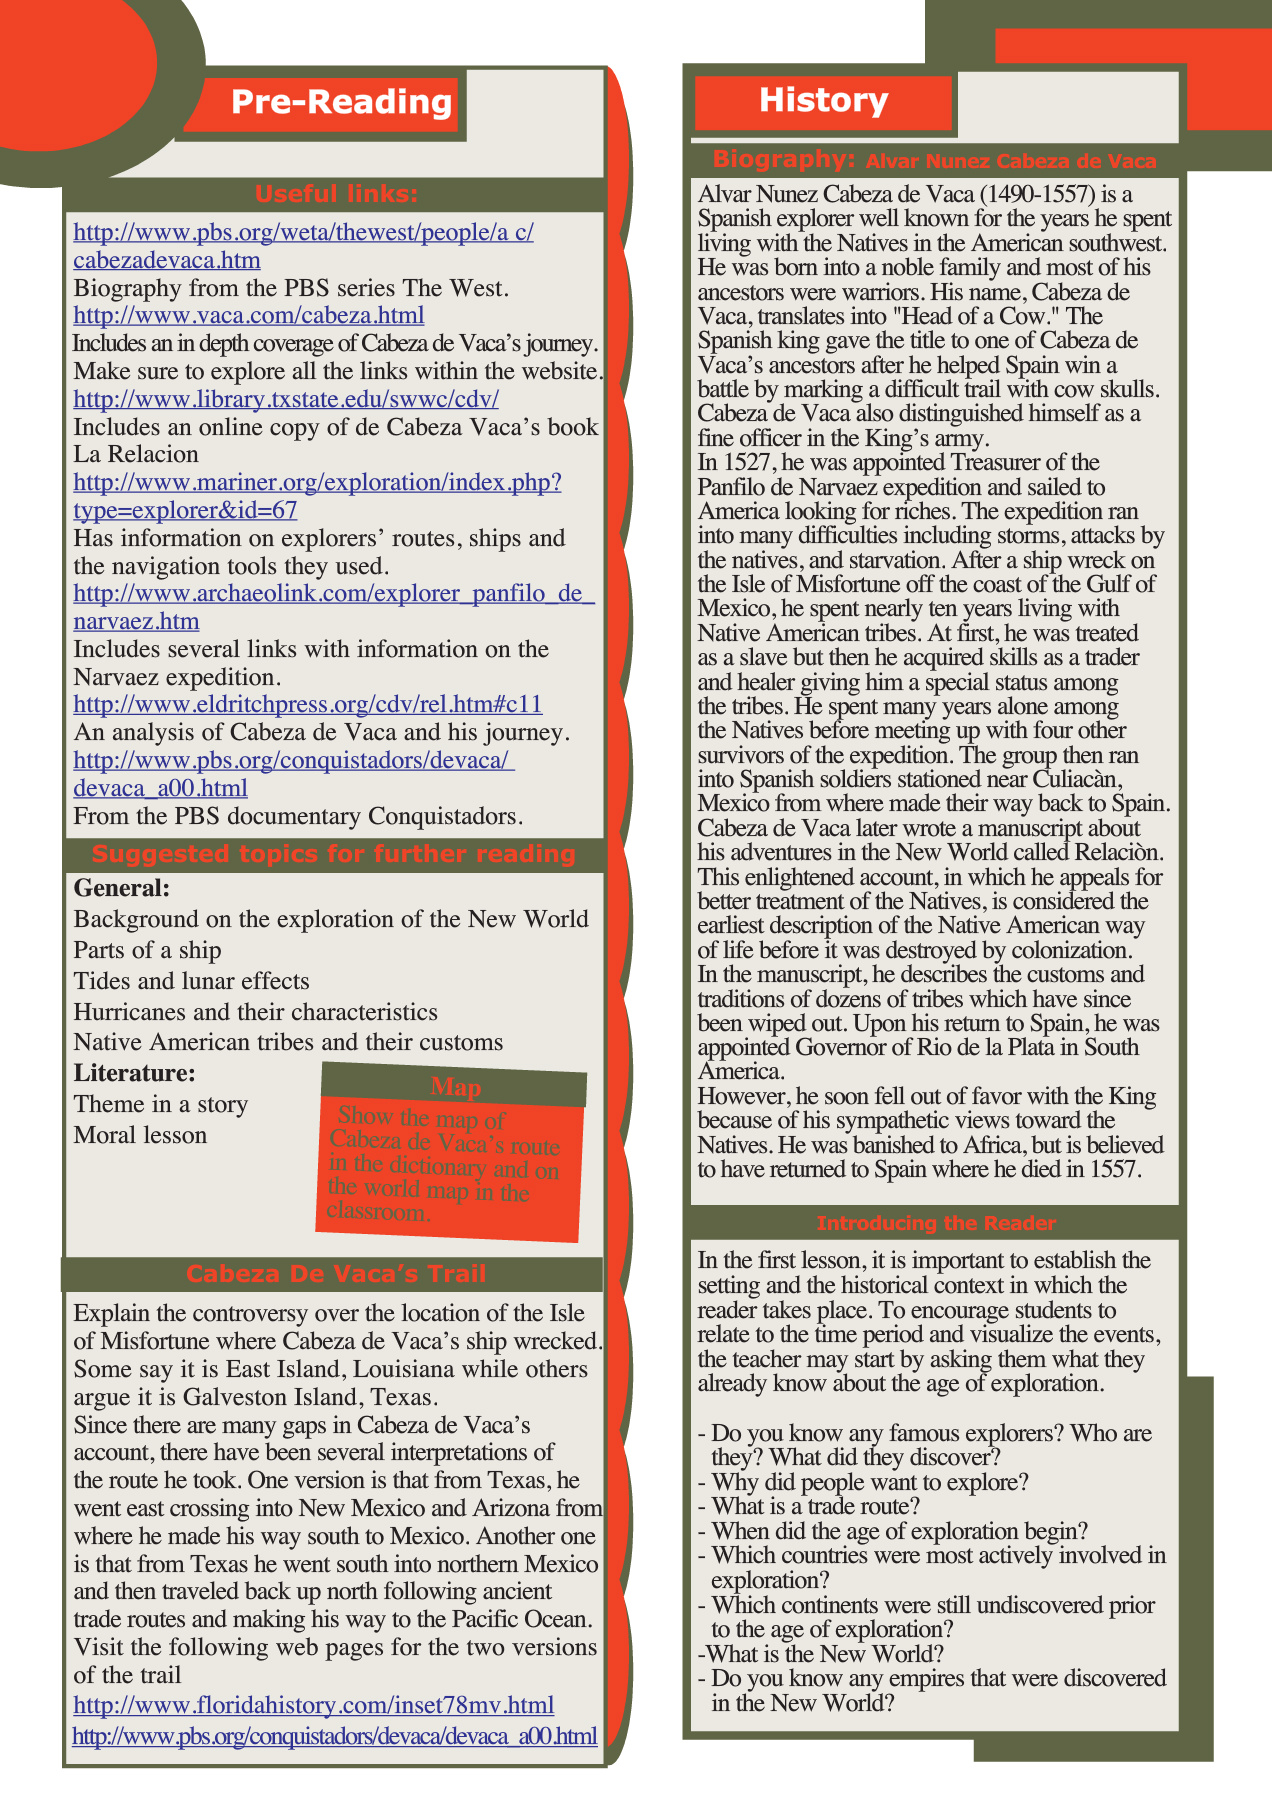 Pre-Reading
Useful links:
http://www.pbs.org/weta/thewest/people/a c/
cabezadevaca.htm
Biography from the PBS series The West.
http://www.vaca.com/cabeza.html
Includes an in depth coverage of Cabeza de Vaca's journey.
Make sure to explore all the links within the website.
http://www.library.txstate.edu/swwc/cdv/
Includes an online copy of de Cabeza Vaca's book
La Relacion
http://www.mariner.org/exploration/index.php?
type=explorer&id=67
Has information on explorers' routes, ships and
the navigation tools they used.
http://www.archaeolink.com/explorer_panfilo_de_
narvaez.htm
Includes several links with information on the
Narvaez expedition.
http://www.eldritchpress.org/cdv/rel.htm#c11
An analysis of Cabeza de Vaca and his journey.
http://www.pbs.org/conquistadors/devaca/
devaca_a00.html
From the PBS documentary Conquistadors.
Suggested topics for further reading
General:
Background on the exploration of the New World
Parts of a ship
Tides and lunar effects
Hurricanes and their characteristics
Native American tribes and their customs
Literature:
Theme in a story
Moral lesson
Map
Show the map of
Cabeza de Vaca's route
in the dictionary and on
the world map in the
classroom.
Cabeza De Vaca's Trail
Explain the controversy over the location of the Isle
of Misfortune where Cabeza de Vaca's ship wrecked.
Some say it is East Island, Louisiana while others
argue it is Galveston Island, Texas.
Since there are many gaps in Cabeza de Vaca's
account, there have been several interpretations of
the route he took. One version is that from Texas, he
went east crossing into New Mexico and Arizona from
where he made his way south to Mexico. Another one
is that from Texas he went south into northern Mexico
and then traveled back up north following ancient
trade routes and making his way to the Pacific Ocean.
Visit the following web pages for the two versions
of the trail
http://www.floridahistory.com/inset78mv.html
http://www.pbs.org/conquistadors/devaca/devaca_a00.html
History
Biography: Alvar Nunez Cabeza de Vaca
Alvar Nunez Cabeza de Vaca (1490-1557) is a
Spanish explorer well known for the years he spent
living with the Natives in the American southwest.
He was born into a noble family and most of his
ancestors were warriors. His name, Cabeza de
Vaca, translates into "Head of a Cow." The
Spanish king gave the title to one of Cabeza de
Vaca's ancestors after he helped Spain win a
battle by marking a difficult trail with cow skulls.
Cabeza de Vaca also distinguished himself as a
fine officer in the King's army.
In 1527, he was appointed Treasurer of the
Panfilo de Narvaez expedition and sailed to
America looking for riches. The expedition ran
into many difficulties including storms, attacks by
the natives, and starvation. After a ship wreck on
the Isle of Misfortune off the coast of the Gulf of
Mexico, he spent nearly ten years living with
Native American tribes. At first, he was treated
as a slave but then he acquired skills as a trader
and healer giving him a special status among
the tribes. He spent many years alone among
the Natives before meeting up with four other
survivors of the expedition. The group then ran
into Spanish soldiers stationed near Culiacàn,
Mexico from where made their way back to Spain.
Cabeza de Vaca later wrote a manuscript about
his adventures in the New World called Relaciòn.
This enlightened account, in which he appeals for
better treatment of the Natives, is considered the
earliest description of the Native American way
of life before it was destroyed by colonization.
In the manuscript, he describes the customs and
traditions of dozens of tribes which have since
been wiped out. Upon his return to Spain, he was
appointed Governor of Rio de la Plata in South
America.
However, he soon fell out of favor with the King
because of his sympathetic views toward the
Natives. He was banished to Africa, but is believed
to have returned to Spain where he died in 1557.
Introducing the Reader
In the first lesson, it is important to establish the
setting and the historical context in which the
reader takes place. To encourage students to
relate to the time period and visualize the events,
the teacher may start by asking them what they
already know about the age of exploration.
- Do you know any famous explorers? Who are
they? What did they discover?
- Why did people want to explore?
- What is a trade route?
- When did the age of exploration begin?
- Which countries were most actively involved in
exploration?
- Which continents were still undiscovered prior
to the age of exploration?
-What is the New World?
- Do you know any empires that were discovered
in the New World?